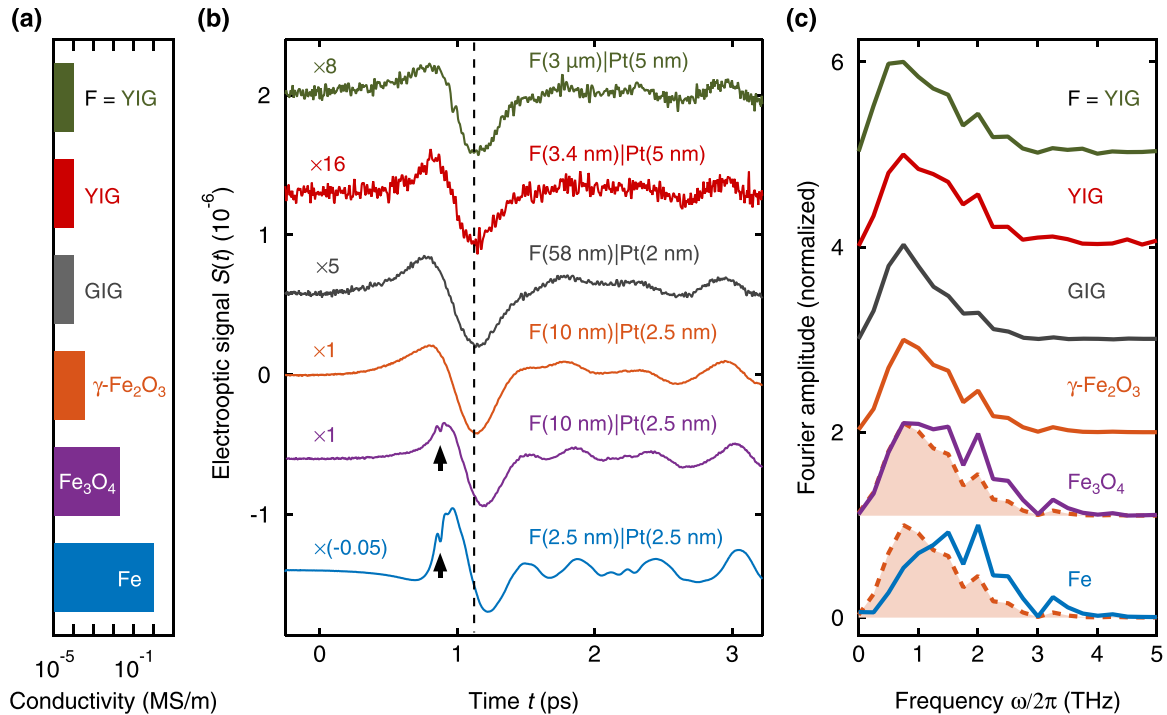 (a)
F = YIG
YIG
GIG
γ-Fe₂O₃
Fe₃O₄
Fe
10⁻⁵ 10⁻¹
Conductivity (MS/m)
(b)
×8 F(3 μm)|Pt(5 nm)
×16 F(3.4 nm)|Pt(5 nm)
×5 F(58 nm)|Pt(2 nm)
×1 F(10 nm)|Pt(2.5 nm)
×1 F(10 nm)|Pt(2.5 nm)
×(-0.05) F(2.5 nm)|Pt(2.5 nm)
Electrooptic signal S(t) (10⁻⁶)
2
1
0
-1
0 1 2 3
Time t (ps)
(c)
F = YIG
YIG
GIG
γ-Fe₂O₃
Fe₃O₄
Fe
Fourier amplitude (normalized)
6
4
2
0
0 1 2 3 4 5
Frequency ω/2π (THz)